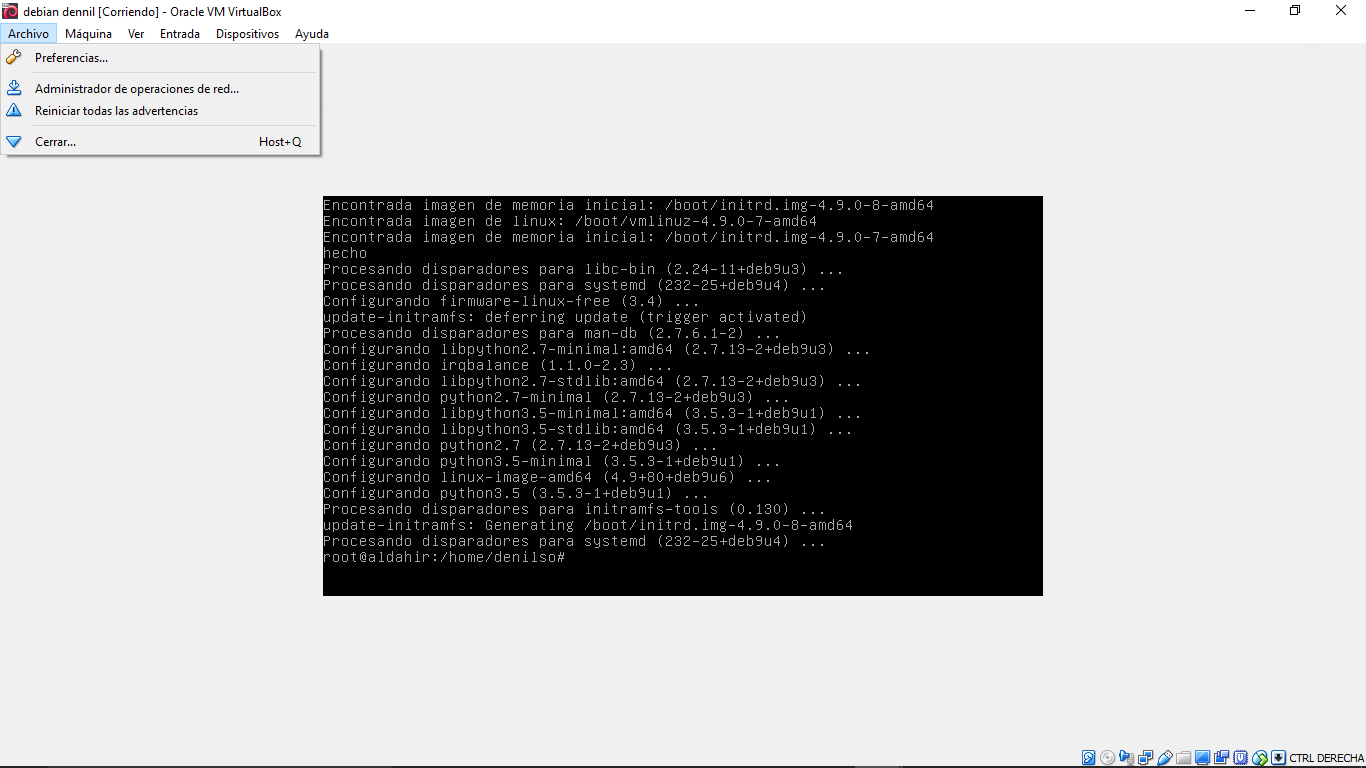 debian dennil [Corriendo] - Oracle VM VirtualBox
Archivo Máquina Ver Entrada Dispositivos Ayuda
Preferencias...
Administrador de operaciones de red...
Reiniciar todas las advertencias
Cerrar... Host+Q
Encontrada imagen de memoria inicial: /boot/initrd.img-4.9.0-8-amd64
Encontrada imagen de linux: /boot/vmlinuz-4.9.0-7-amd64
Encontrada imagen de memoria inicial: /boot/initrd.img-4.9.0-7-amd64
hecho
Procesando disparadores para libc-bin (2.24-11+deb9u3) ...
Procesando disparadores para systemd (232-25+deb9u4) ...
Configurando firmware-linux-free (3.4) ...
update-initramfs: deferring update (trigger activated)
Procesando disparadores para man-db (2.7.6.1-2) ...
Configurando libpython2.7-minimal:amd64 (2.7.13-2+deb9u3) ...
Configurando irqbalance (1.1.0-2.3) ...
Configurando libpython2.7-stdlib:amd64 (2.7.13-2+deb9u3) ...
Configurando python2.7-minimal (2.7.13-2+deb9u3) ...
Configurando libpython3.5-minimal:amd64 (3.5.3-1+deb9u1) ...
Configurando libpython3.5-stdlib:amd64 (3.5.3-1+deb9u1) ...
Configurando python2.7 (2.7.13-2+deb9u3) ...
Configurando python3.5-minimal (3.5.3-1+deb9u1) ...
Configurando linux-image-amd64 (4.9+80+deb9u6) ...
Configurando python3.5 (3.5.3-1+deb9u1) ...
Procesando disparadores para initramfs-tools (0.130) ...
update-initramfs: Generating /boot/initrd.img-4.9.0-8-amd64
Procesando disparadores para systemd (232-25+deb9u4) ...
root@aldahir:/home/denilso#
CTRL DERECHA